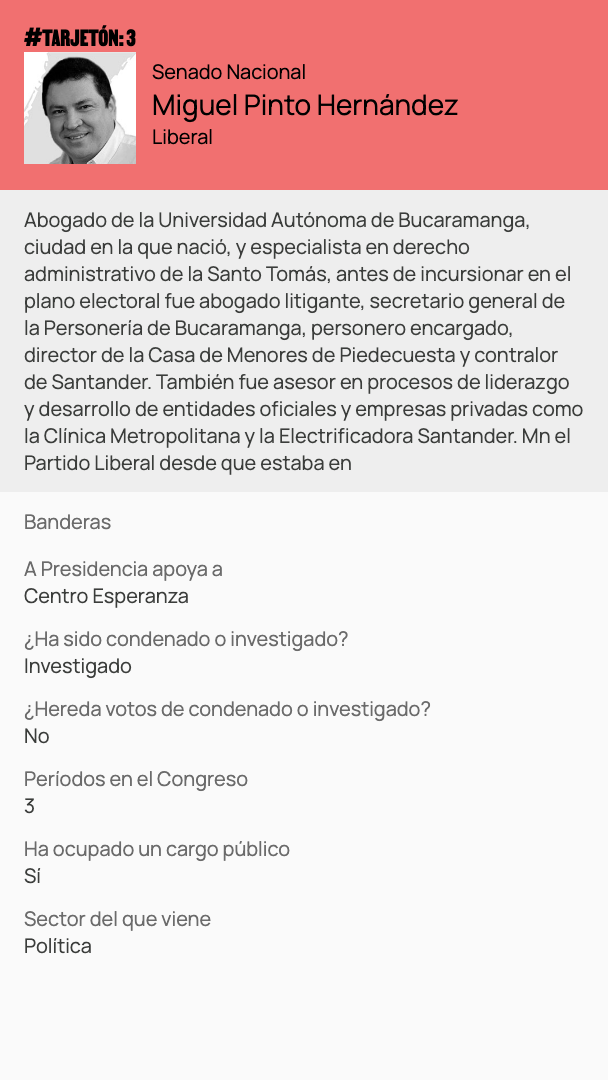 #TARJETÓN: 3
Senado Nacional
Miguel Pinto Hernández
Liberal
Abogado de la Universidad Autónoma de Bucaramanga,
ciudad en la que nació, y especialista en derecho
administrativo de la Santo Tomás, antes de incursionar en el
plano electoral fue abogado litigante, secretario general de
la Personería de Bucaramanga, personero encargado,
director de la Casa de Menores de Piedecuesta y contralor
de Santander. También fue asesor en procesos de liderazgo
y desarrollo de entidades oficiales y empresas privadas como
la Clínica Metropolitana y la Electrificadora Santander. Mn el
Partido Liberal desde que estaba en
Banderas
A Presidencia apoya a
Centro Esperanza
¿Ha sido condenado o investigado?
Investigado
¿Hereda votos de condenado o investigado?
No
Períodos en el Congreso
3
Ha ocupado un cargo público
Sí
Sector del que viene
Política